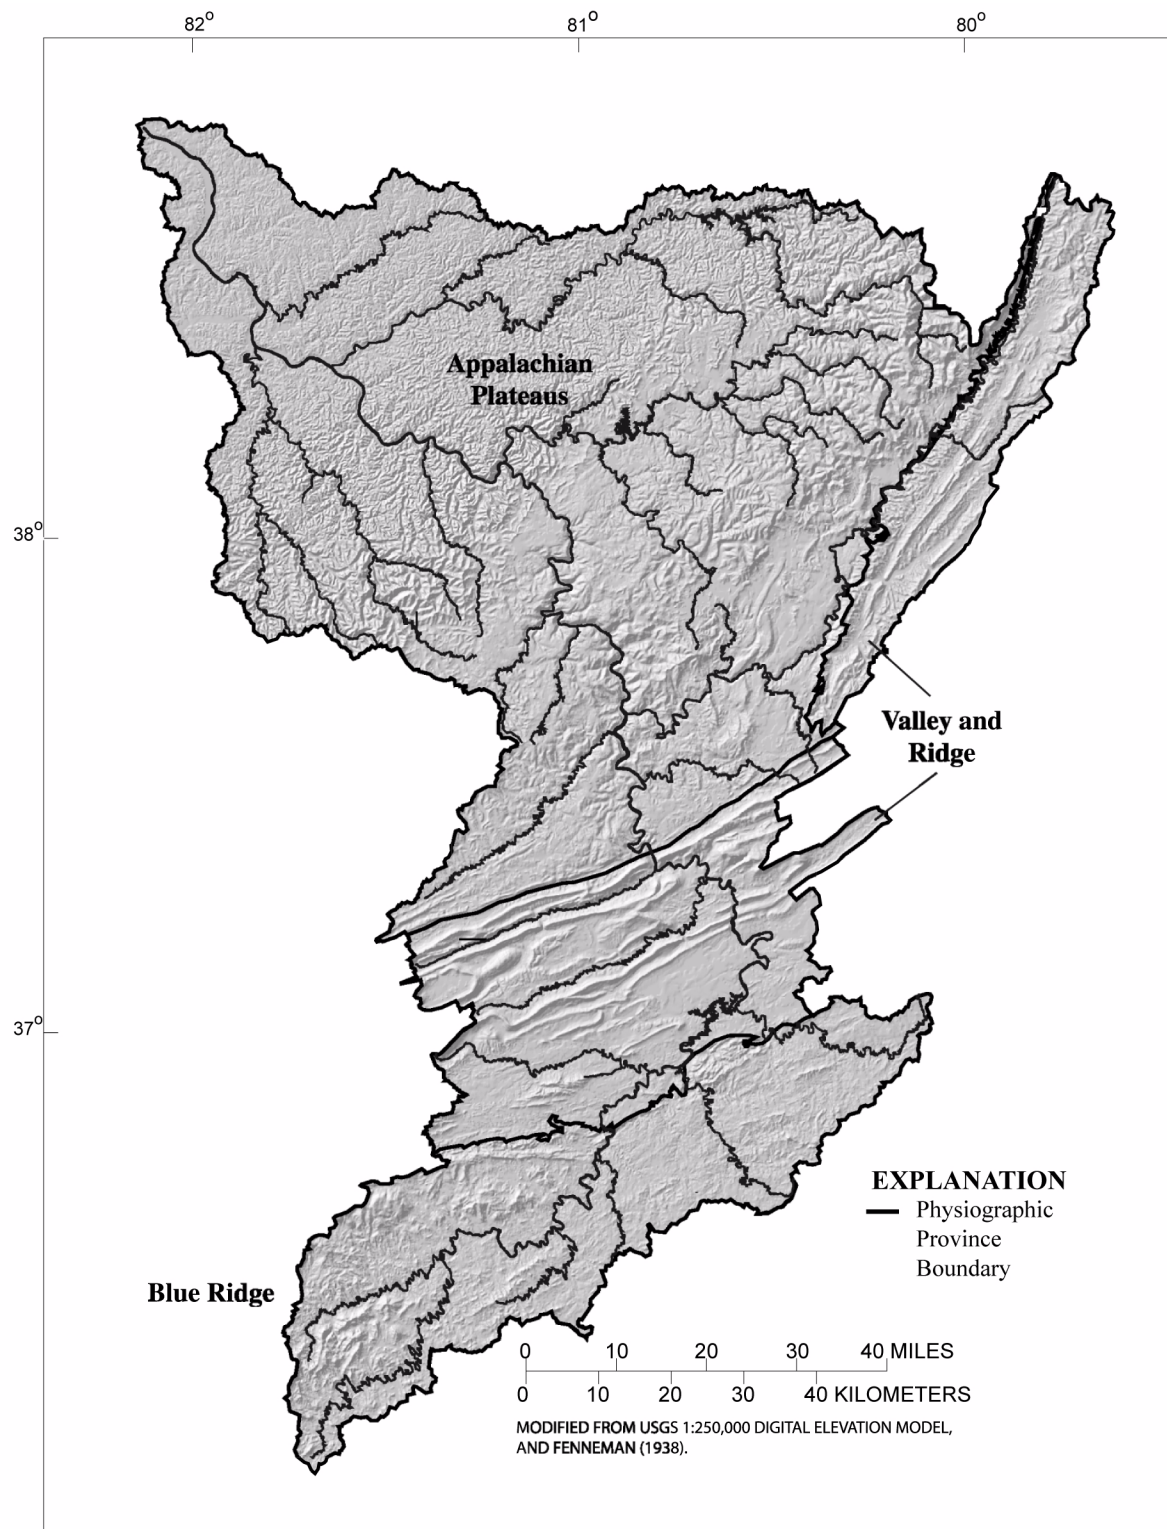 82° 81° 80°
Appalachian
Plateaus
38°
Valley and
Ridge
37°
EXPLANATION
Physiographic
Province
Boundary
Blue Ridge
0 10 20 30 40 MILES
0 10 20 30 40 KILOMETERS
MODIFIED FROM USGS 1:250,000 DIGITAL ELEVATION MODEL,
AND FENNEMAN (1938).